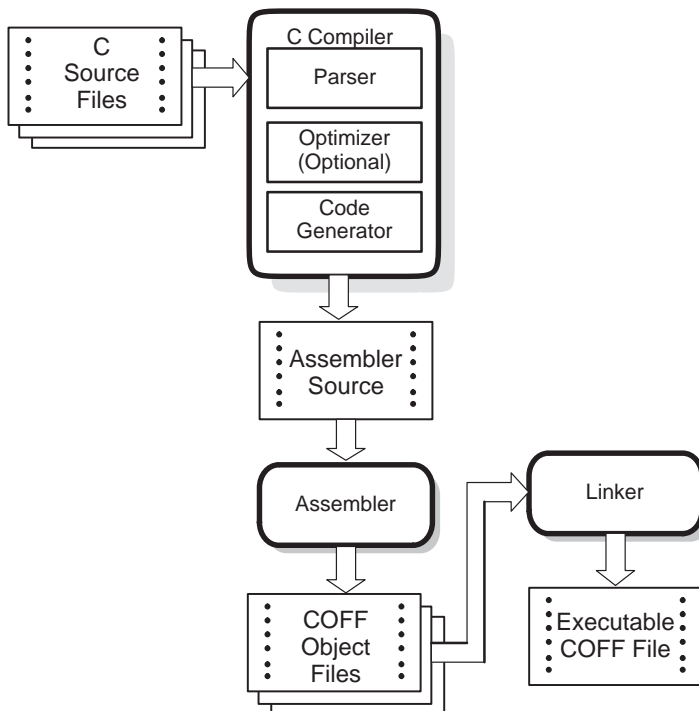 C
Source
Files
C Compiler
Parser
Optimizer
(Optional)
Code
Generator
Assembler
Source
Assembler
Linker
COFF
Object
Files
Executable
COFF File